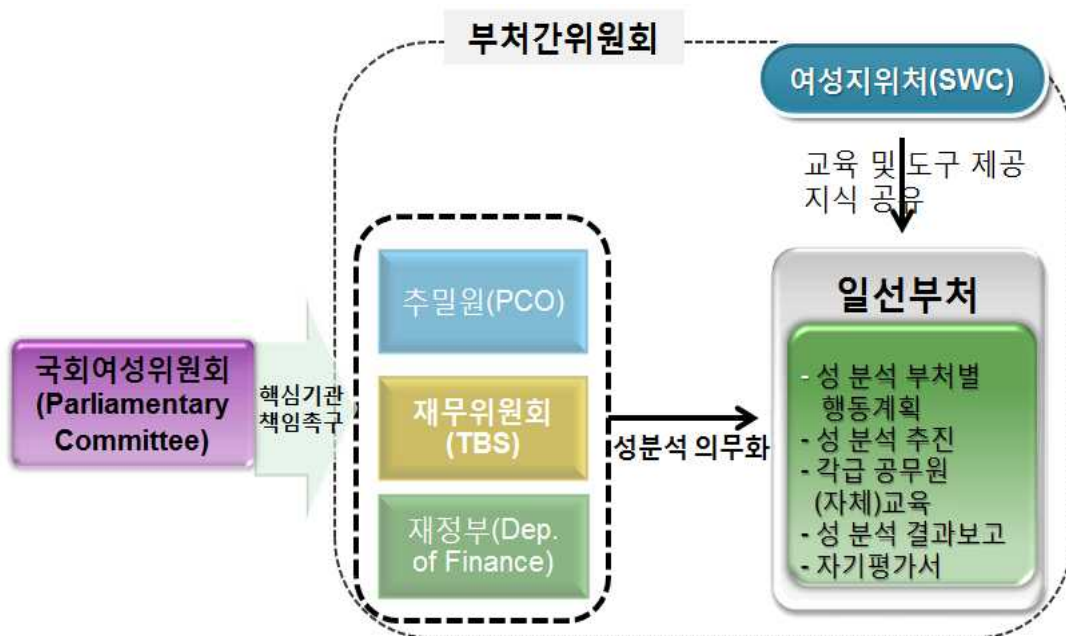 부처간위원회
여성지위처(SWC)
교육 및 도구 제공
지식 공유
국회여성위원회
(Parliamentary
Committee)
핵심기관
책임촉구
추밀원(PCO)
재무위원회
(TBS)
재정부(Dep.
of Finance)
성분석 의무화
일선부처
- 성 분석 부처별
행동계획
- 성 분석 추진
- 각급 공무원
(자체)교육
- 성 분석 결과보고
- 자기평가서